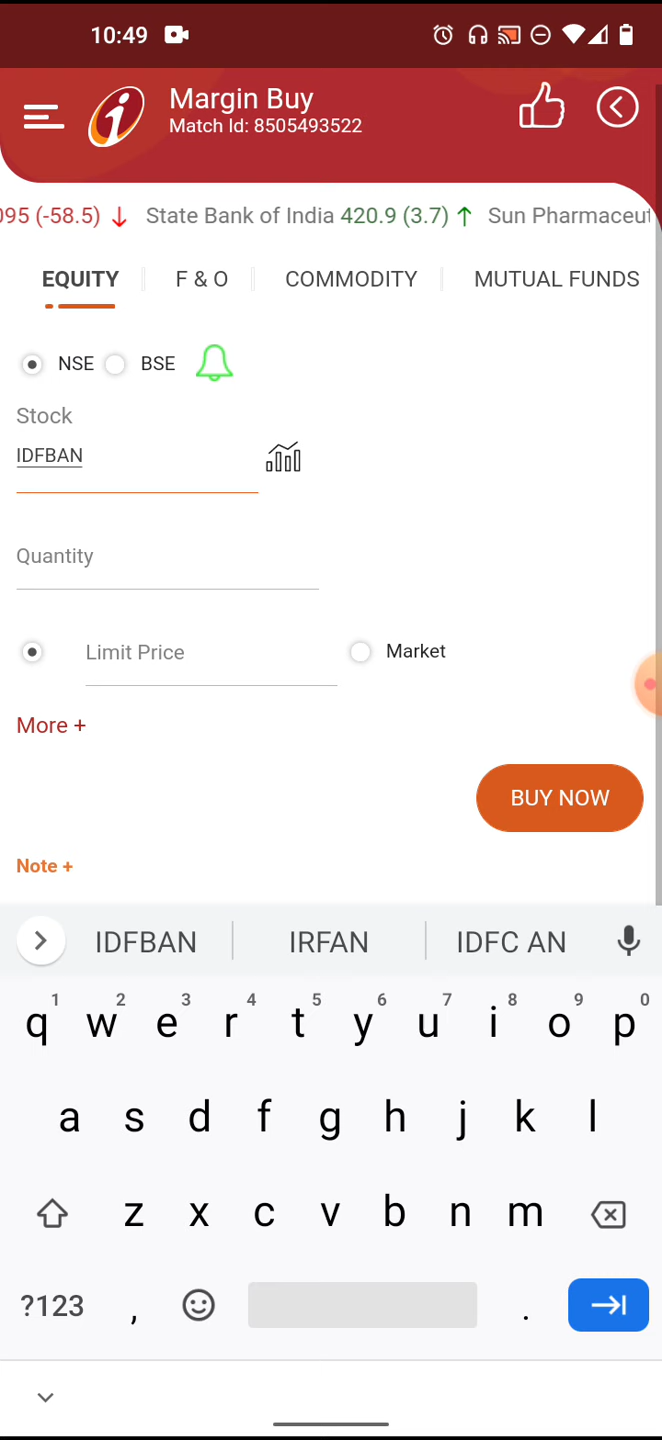 10:49
Margin Buy
Match Id: 8505493522
095 (-58.5) ↓ State Bank of India 420.9 (3.7) ↑ Sun Pharmaceut
EQUITY F & O COMMODITY MUTUAL FUNDS
NSE BSE
Stock
IDFBAN
Quantity
Limit Price Market
More +
BUY NOW
Note +
IDFBAN IRFAN IDFC AN
1 2 3 4 5 6 7 8 9 0
q w e r t y u i o p
a s d f g h j k l
z x c v b n m
?123 , .